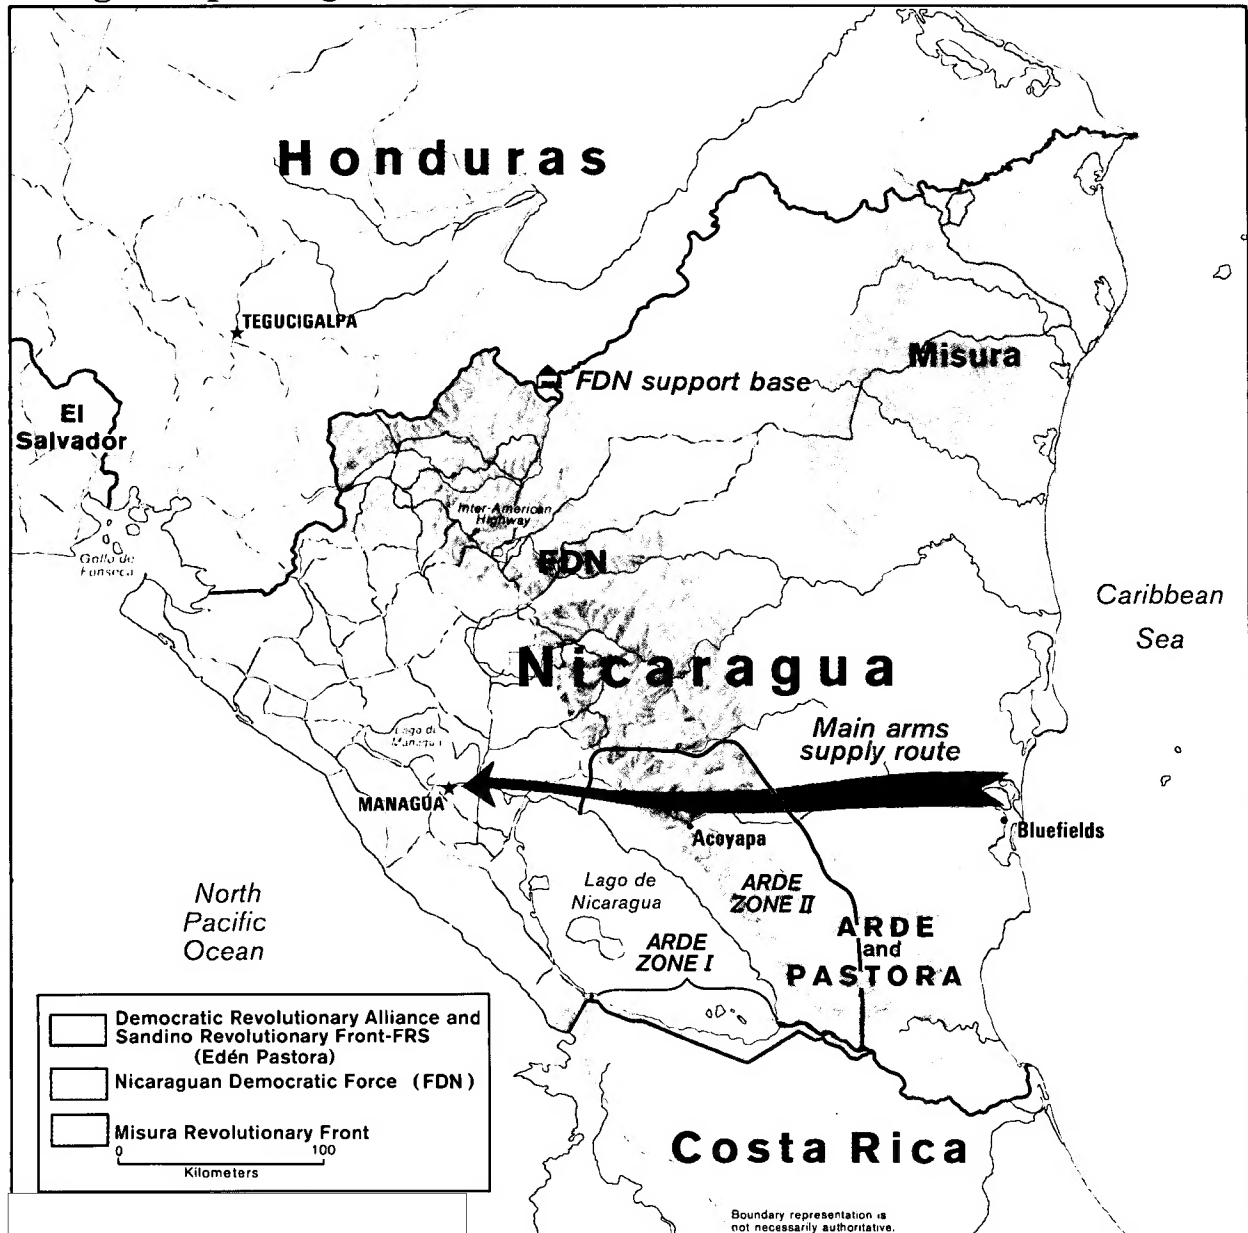 Honduras
TEGUCIGALPA
El
Salvador
FDN support base
Misura
Inter-American
Highway
Golfo de
Fonseca
FDN
Caribbean
Sea
Nicaragua
Lago de
Managua
Main arms
supply route
MANAGUA
Acoyapa
Bluefields
Lago de
Nicaragua
ARDE
ZONE II
ARDE
ZONE I
ARDE
and
PASTORA
North
Pacific
Ocean
Democratic Revolutionary Alliance and
Sandino Revolutionary Front-FRS
(Edén Pastora)
Nicaraguan Democratic Force (FDN)
Misura Revolutionary Front
0 100
Kilometers
Costa Rica
Boundary representation is
not necessarily authoritative.